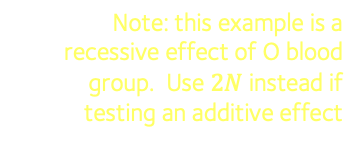 Note: this example is a
recessive effect of O blood
group.  Use 2N instead if
testing an additive effect